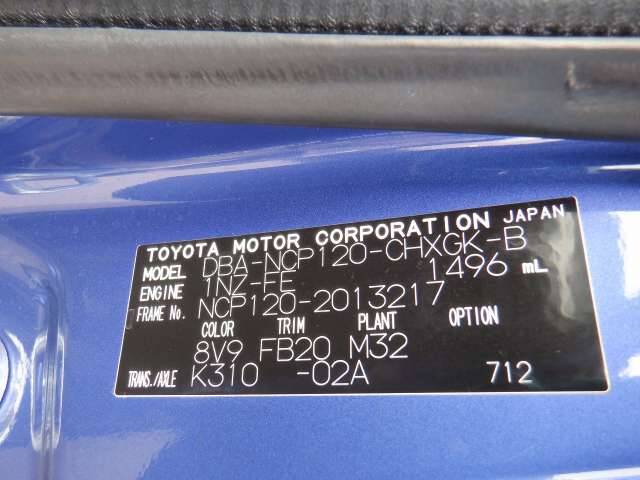 TOYOTA MOTOR CORPORATION JAPAN
MODEL DBA-NCP120-CHXGK-B
ENGINE 1NZ-FE 1496 mL
FRAME No. NCP120-2013217
COLOR TRIM PLANT OPTION
8V9 FB20 M32
TRANS./AXLE K310 -02A 712